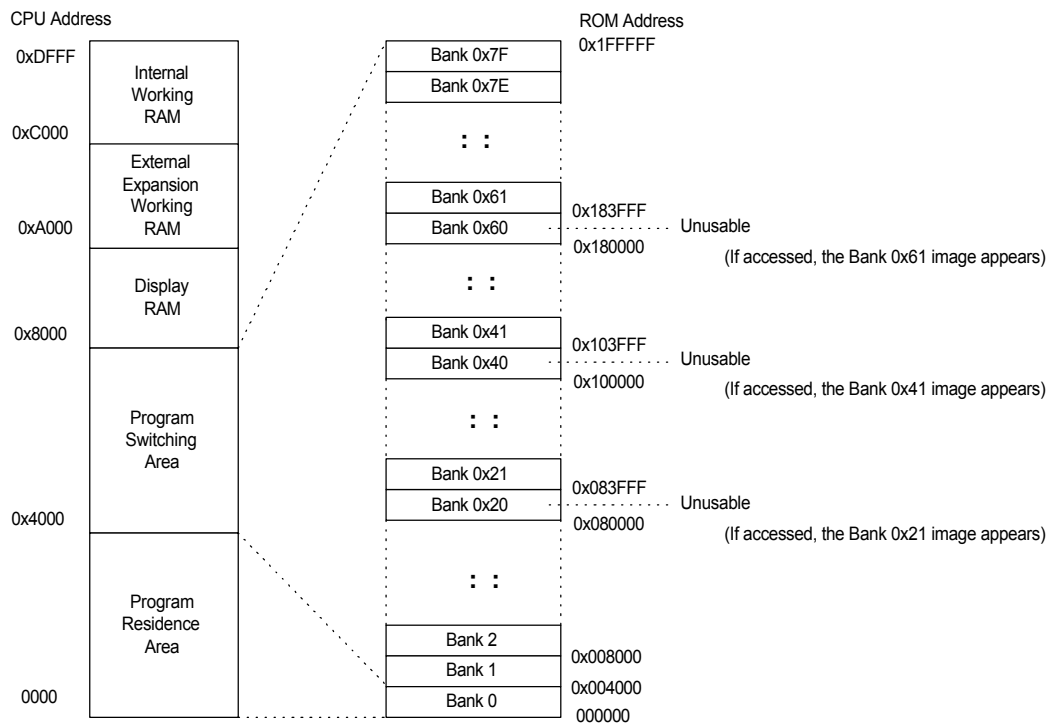 CPU Address
ROM Address
0xDFFF
Internal
Working
RAM
0xC000
External
Expansion
Working
RAM
0xA000
Display
RAM
0x8000
Program
Switching
Area
0x4000
Program
Residence
Area
0000
0x1FFFFF
Bank 0x7F
Bank 0x7E
: :
Bank 0x61
0x183FFF
Bank 0x60
Unusable
0x180000
(If accessed, the Bank 0x61 image appears)
: :
Bank 0x41
0x103FFF
Bank 0x40
Unusable
0x100000
(If accessed, the Bank 0x41 image appears)
: :
Bank 0x21
0x083FFF
Bank 0x20
Unusable
0x080000
(If accessed, the Bank 0x21 image appears)
: :
Bank 2
0x008000
Bank 1
0x004000
Bank 0
000000